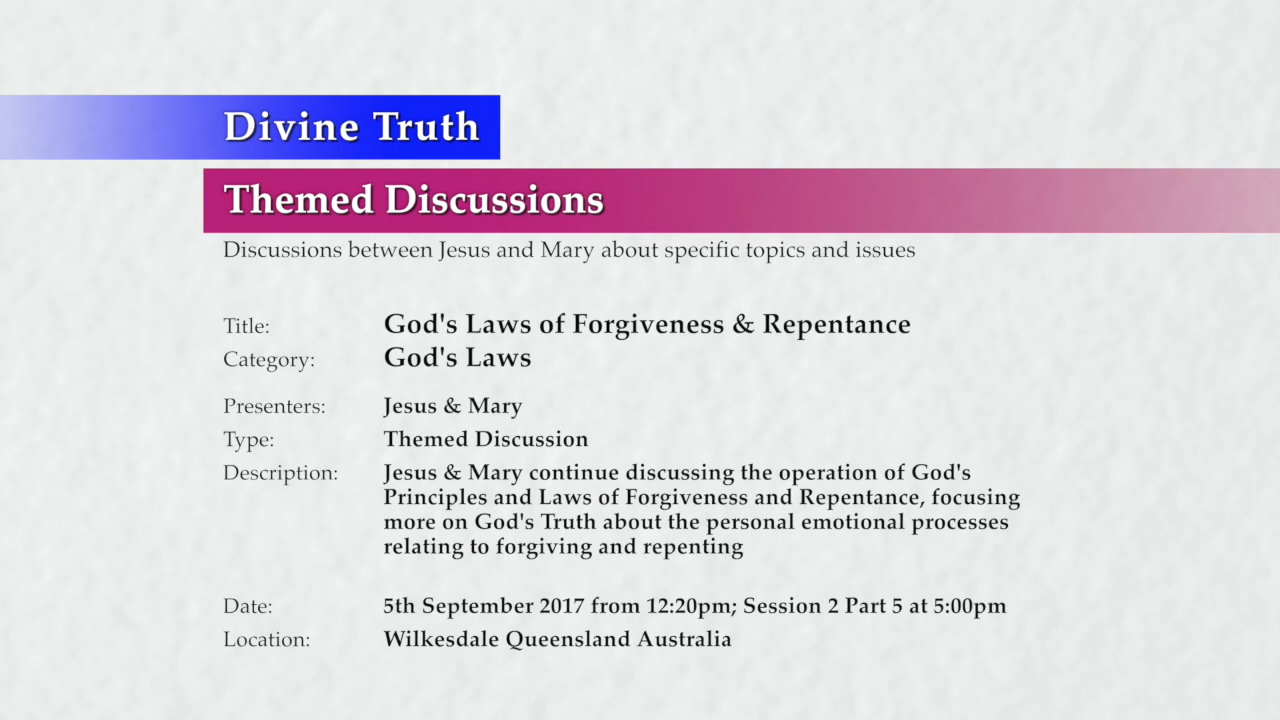 Divine Truth
Themed Discussions
Discussions between Jesus and Mary about specific topics and issues
Title: God's Laws of Forgiveness & Repentance
Category: God's Laws
Presenters: Jesus & Mary
Type: Themed Discussion
Description: Jesus & Mary continue discussing the operation of God's
Principles and Laws of Forgiveness and Repentance, focusing
more on God's Truth about the personal emotional processes
relating to forgiving and repenting
Date: 5th September 2017 from 12:20pm; Session 2 Part 5 at 5:00pm
Location: Wilkesdale Queensland Australia